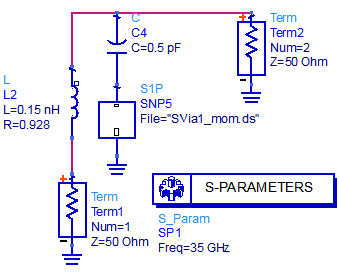 C
C4
C=0.5 pF
Term
Term2
Num=2
Z=50 Ohm
L
L2
L=0.15 nH
R=0.928
S1P
SNP5
File="SVia1_mom.ds"
Term
Term1
Num=1
Z=50 Ohm
S-PARAMETERS
S_Param
SP1
Freq=35 GHz